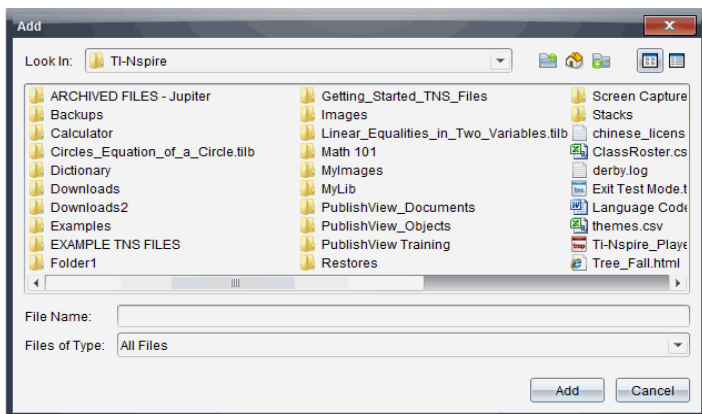 Add
Look In: TI-Nspire
ARCHIVED FILES - Jupiter
Backups
Calculator
Circles_Equation_of_a_Circle.tilb
Dictionary
Downloads
Downloads2
Examples
EXAMPLE TNS FILES
Folder1
Getting_Started_TNS_Files
Images
Linear_Equalities_in_Two_Variables.tilb
Math 101
MyImages
MyLib
PublishView_Documents
PublishView_Objects
PublishView Training
Restores
Screen Capture
Stacks
chinese_licens
ClassRoster.cs
derby.log
Exit Test Mode.t
Language Code
themes.csv
Ti-Nspire_Playe
Tree_Fall.html
File Name:
Files of Type: All Files
Add Cancel